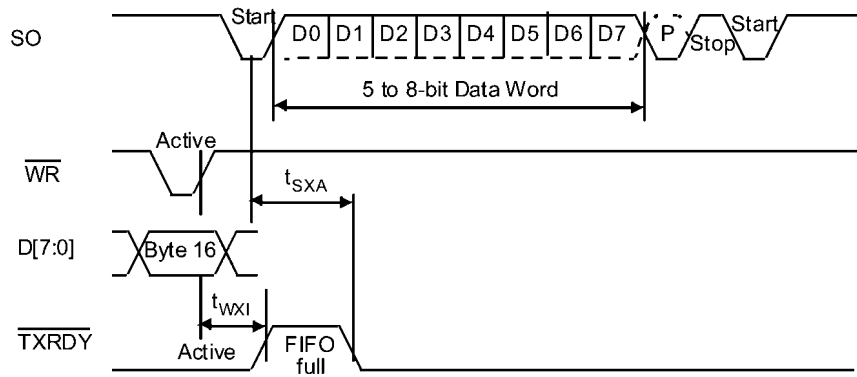 SO
Start
D0 D1 D2 D3 D4 D5 D6 D7 P Stop Start
5 to 8-bit Data Word
WR
Active
tSXA
D[7:0]
Byte 16
tWXI
TXRDY
Active
FIFO
full